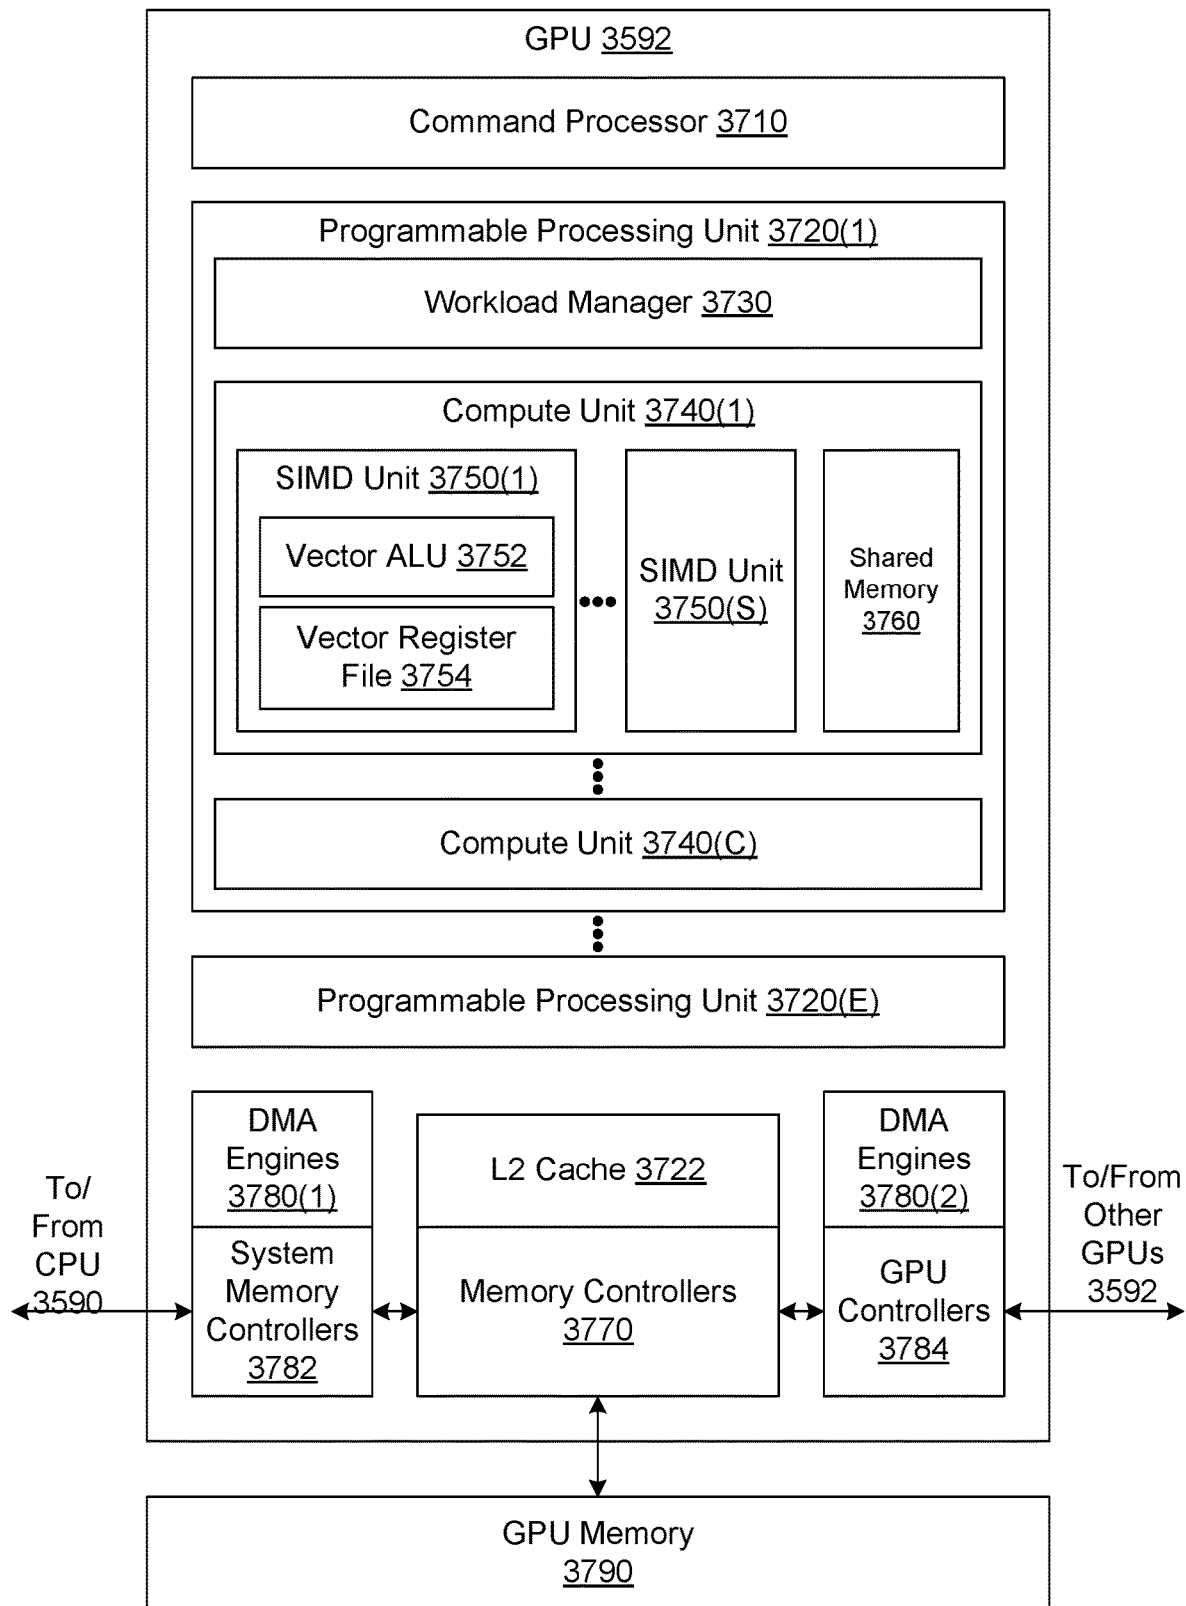 GPU 3592
Command Processor 3710
Programmable Processing Unit 3720(1)
Workload Manager 3730
Compute Unit 3740(1)
SIMD Unit 3750(1)
Vector ALU 3752
Vector Register
File 3754
SIMD Unit
3750(S)
Shared
Memory
3760
Compute Unit 3740(C)
Programmable Processing Unit 3720(E)
To/
From
CPU
3590
DMA
Engines
3780(1)
System
Memory
Controllers
3782
L2 Cache 3722
Memory Controllers
3770
DMA
Engines
3780(2)
GPU
Controllers
3784
To/From
Other
GPUs
3592
GPU Memory
3790